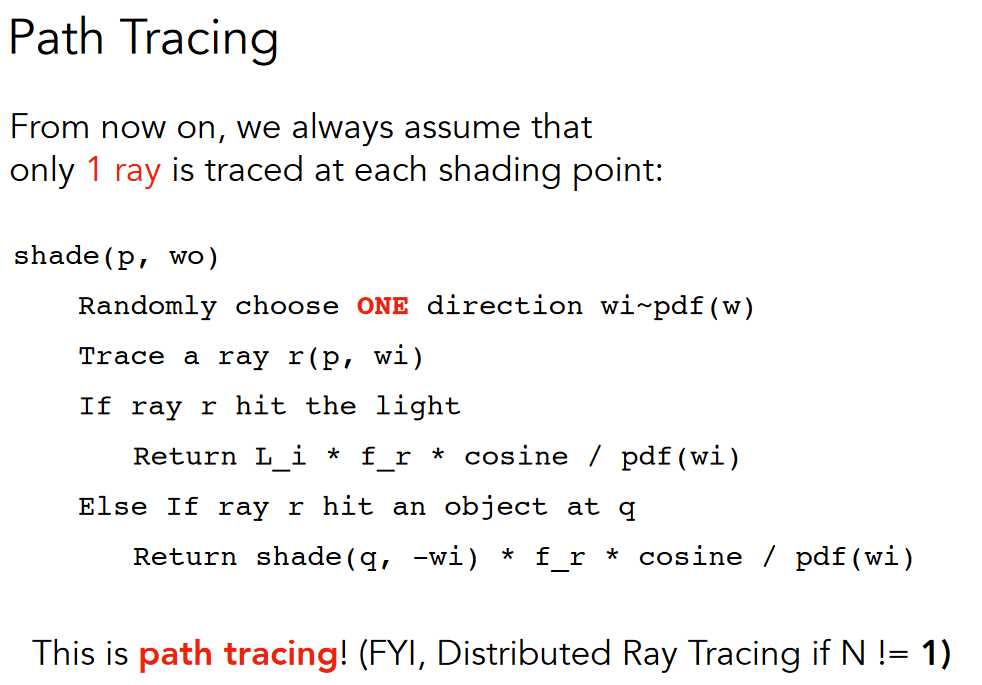 Path Tracing
From now on, we always assume that
only 1 ray is traced at each shading point:
shade(p, wo)
Randomly choose ONE direction wi~pdf(w)
Trace a ray r(p, wi)
If ray r hit the light
Return L_i * f_r * cosine / pdf(wi)
Else If ray r hit an object at q
Return shade(q, -wi) * f_r * cosine / pdf(wi)
This is path tracing! (FYI, Distributed Ray Tracing if N != 1)